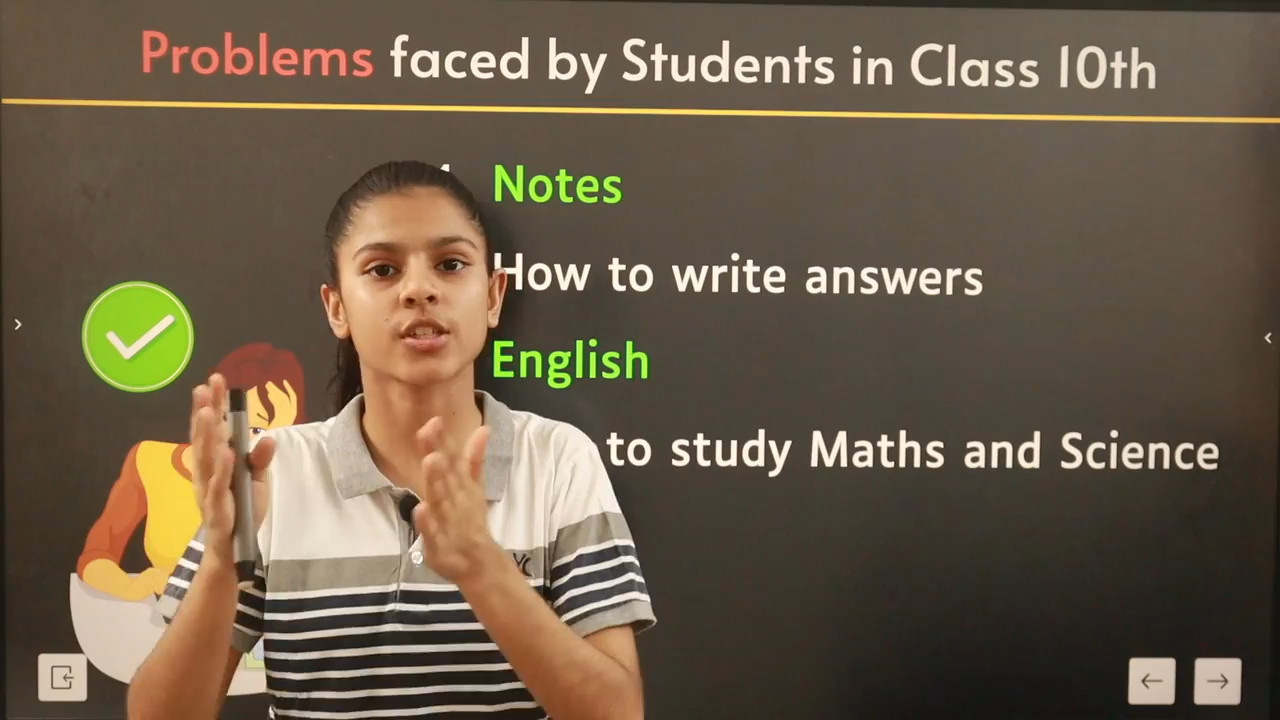 Problems faced by Students in Class 10th
Notes
How to write answers
English
to study Maths and Science